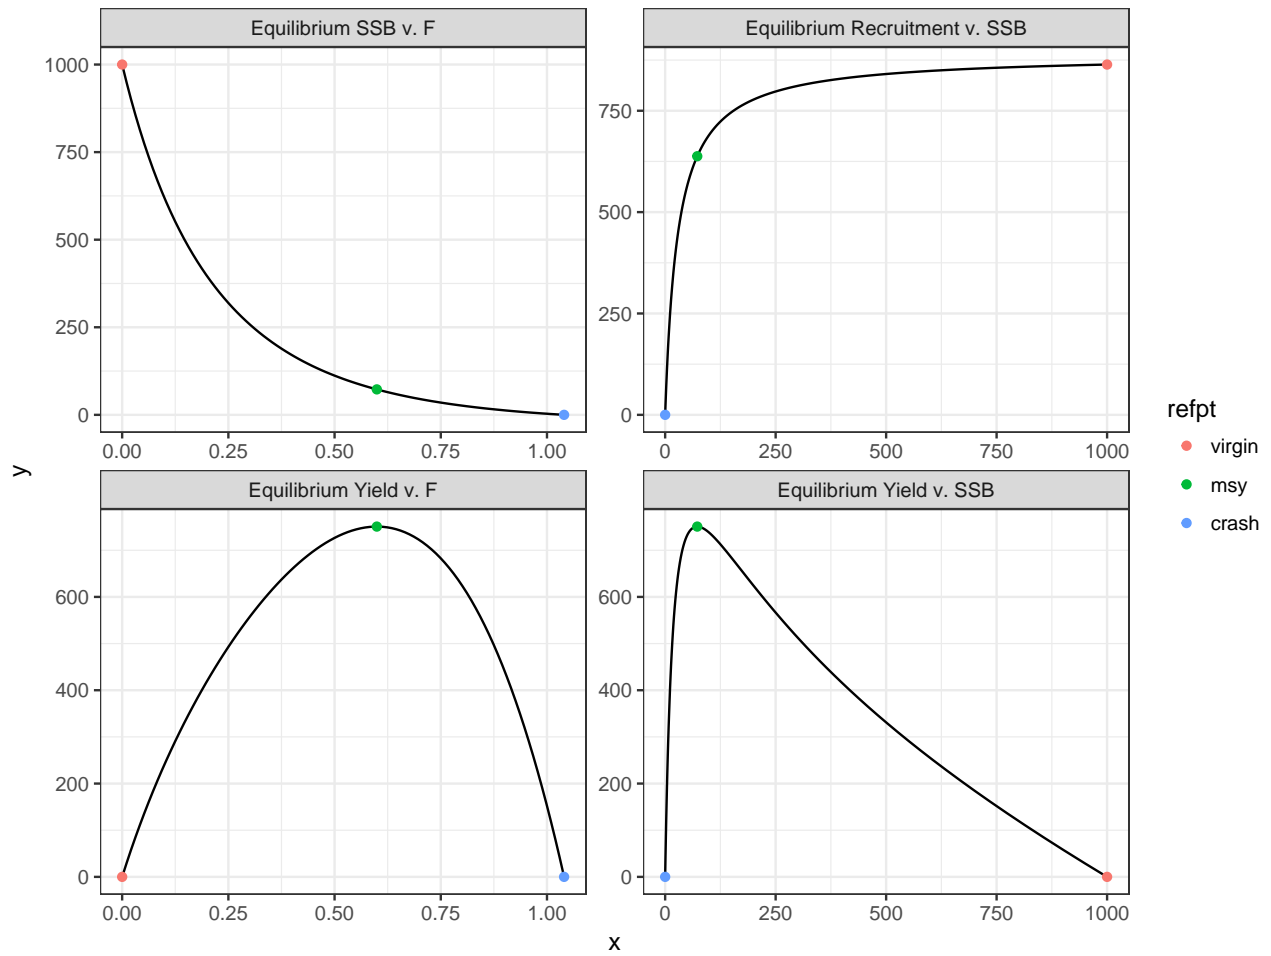 Equilibrium SSB v. F
Equilibrium Recruitment v. SSB
1000
750
500
250
0
750
500
250
0
0.00 0.25 0.50 0.75 1.00
0 250 500 750 1000
Equilibrium Yield v. F
Equilibrium Yield v. SSB
600
400
200
0
600
400
200
0
0.00 0.25 0.50 0.75 1.00
0 250 500 750 1000
x
y
refpt
virgin
msy
crash